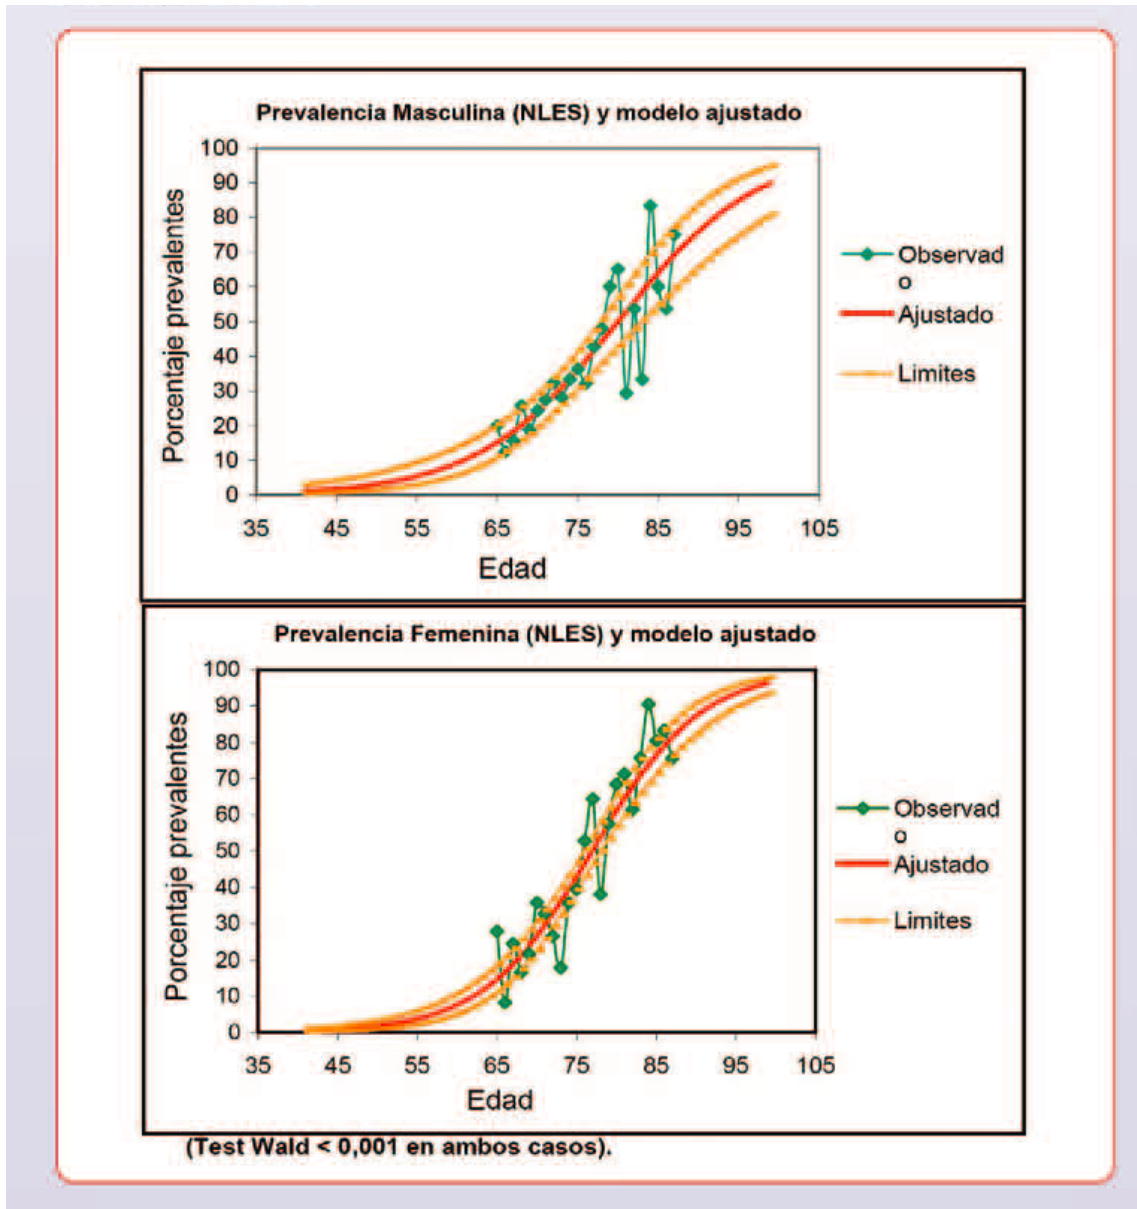 Prevalencia Masculina (NLES) y modelo ajustado
100
90
80
70
60
50
40
30
20
10
0
Porcentaje prevalentes
35 45 55 65 75 85 95 105
Edad
Observad
o
Ajustado
Limites
Prevalencia Femenina (NLES) y modelo ajustado
100
90
80
70
60
50
40
30
20
10
0
Porcentaje prevalentes
35 45 55 65 75 85 95 105
Edad
Observad
o
Ajustado
Limites
(Test Wald < 0,001 en ambos casos).